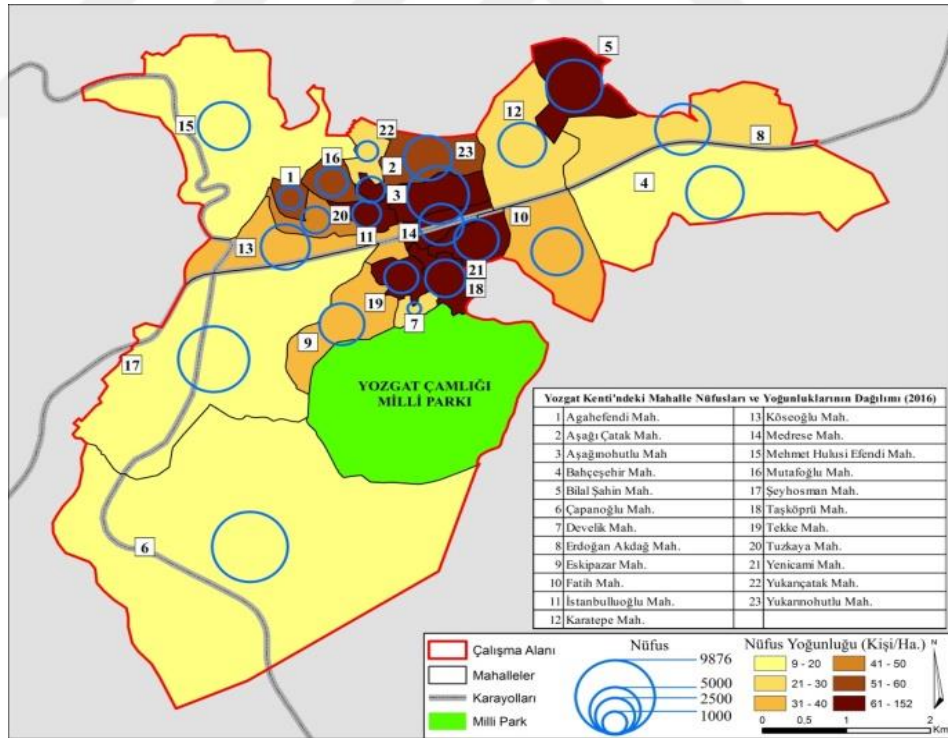 5
12
15
22
8
23
16
2
1
4
3
20
10
11
14
13
21
19
18
7
9
17
YOZGAT ÇAMLIĞI
MİLLİ PARKI
6
Yozgat Kenti'ndeki Mahalle Nüfusları ve Yoğunluklarının Dağılımı (2016)
1 Agahefendi Mah. 13 Köseoğlu Mah.
2 Aşağı Çatak Mah. 14 Medrese Mah.
3 Aşağınohutlu Mah 15 Mehmet Hulusi Efendi Mah.
4 Bahçeşehir Mah. 16 Mutafoğlu Mah.
5 Bilal Şahin Mah. 17 Şeyhosman Mah.
6 Çapanoğlu Mah. 18 Taşköprü Mah.
7 Develik Mah. 19 Tekke Mah.
8 Erdoğan Akdağ Mah. 20 Tuzkaya Mah.
9 Eskipazar Mah. 21 Yenicami Mah.
10 Fatih Mah. 22 Yukarıçatak Mah.
11 İstanbulluoğlu Mah. 23 Yukarınohutlu Mah.
12 Karatepe Mah.
Çalışma Alanı
Mahalleler
Karayolları
Milli Park
Nüfus
9876
5000
2500
1000
Nüfus Yoğunluğu (Kişi/Ha.)
9 - 20 41 - 50
21 - 30 51 - 60
31 - 40 61 - 152
N
0 0.5 1 2
Km